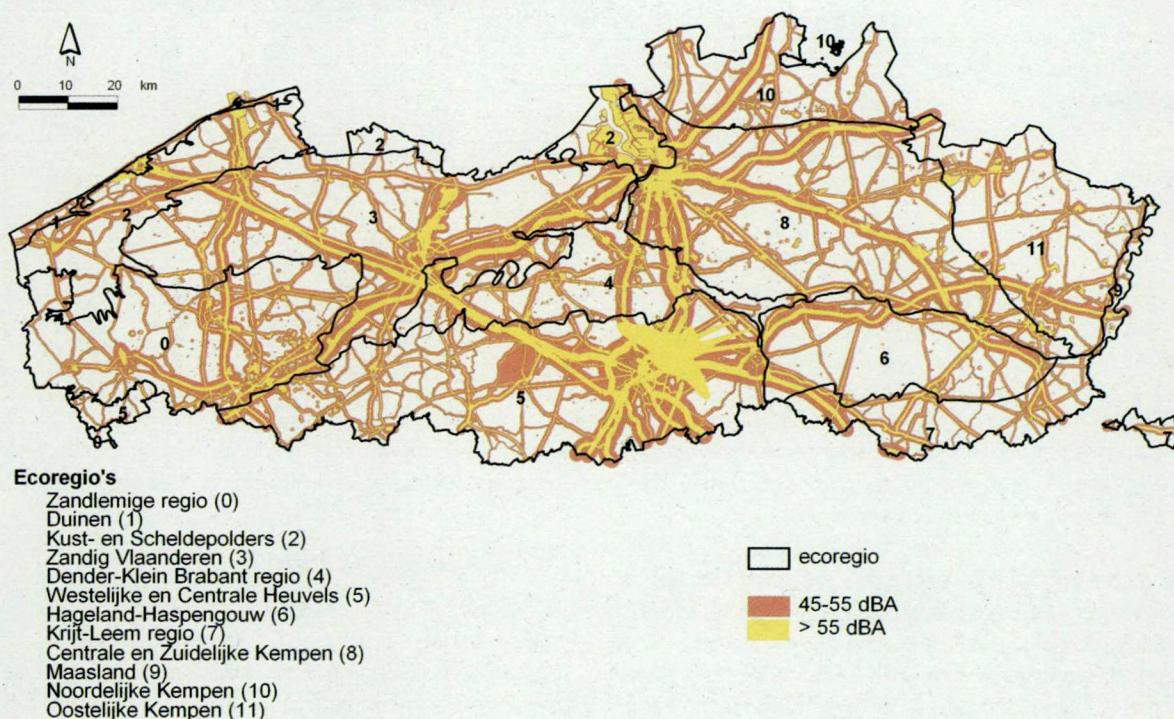 N
0 10 20 km
10
10
1
2
2
3
1
2
8
11
4
9
0
6
5
5
7
Ecoregio's
Zandlemige regio (0)
Duinen (1)
Kust- en Scheldepolders (2)
Zandig Vlaanderen (3)
Dender-Klein Brabant regio (4)
Westelijke en Centrale Heuvels (5)
Hageland-Haspengouw (6)
Krijt-Leem regio (7)
Centrale en Zuidelijke Kempen (8)
Maasland (9)
Noordelijke Kempen (10)
Oostelijke Kempen (11)
ecoregio
45-55 dBA
> 55 dBA